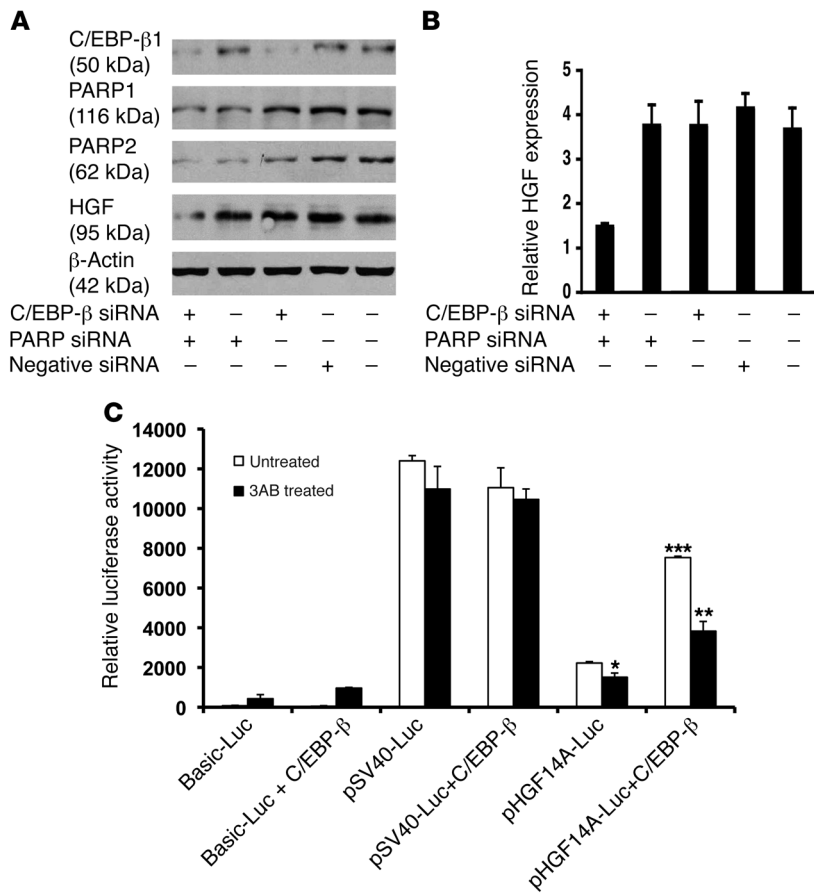 A
C/EBP-β1
(50 kDa)
PARP1
(116 kDa)
PARP2
(62 kDa)
HGF
(95 kDa)
β-Actin
(42 kDa)
C/EBP-β siRNA + − + − −
PARP siRNA + + − − −
Negative siRNA − − − + −
B
Relative HGF expression
5
4
3
2
1
0
C/EBP-β siRNA + − + − −
PARP siRNA + + − − −
Negative siRNA − − − + −
C
Relative luciferase activity
14000
12000
10000
8000
6000
4000
2000
0
Untreated
3AB treated
*
***
**
Basic-Luc
Basic-Luc + C/EBP-β
pSV40-Luc
pSV40-Luc+C/EBP-β
pHGF14A-Luc
pHGF14A-Luc+C/EBP-β